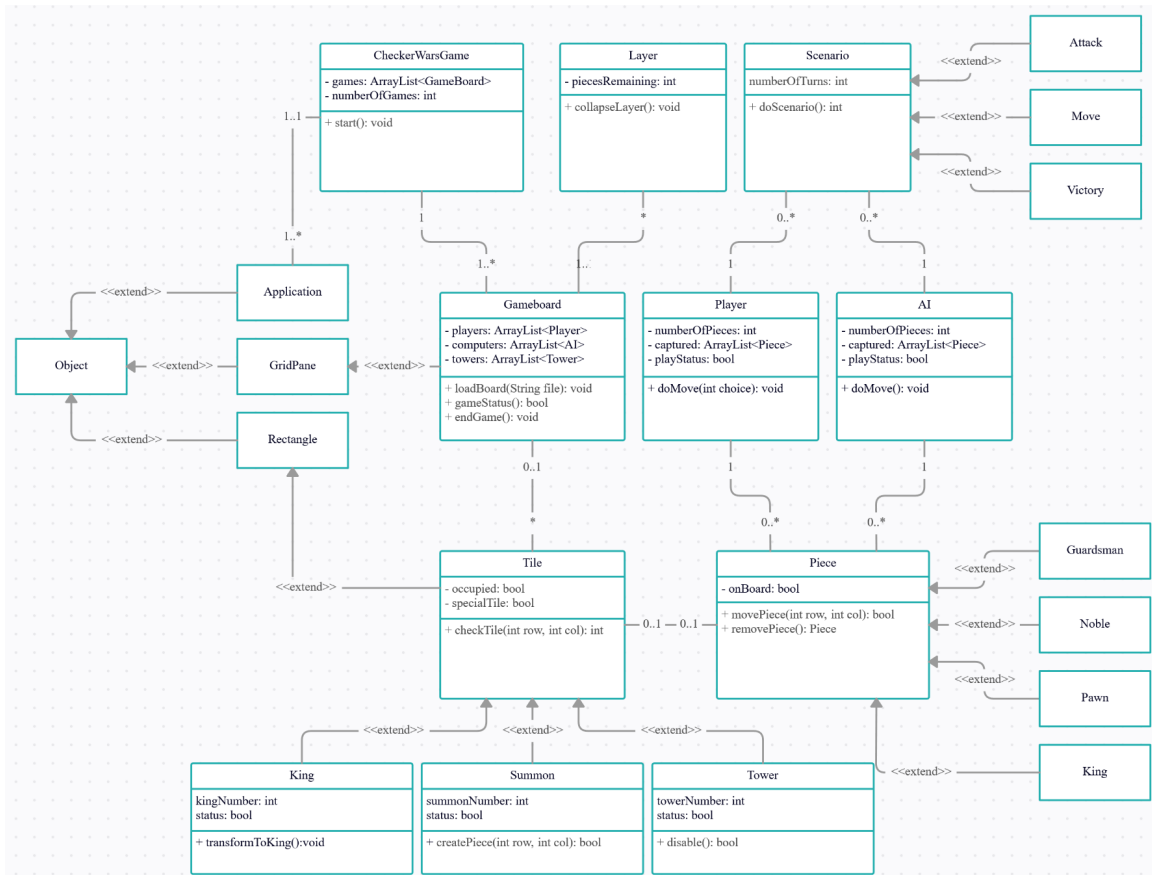 Attack
<<extend>>
CheckerWarsGame
- games: ArrayList<GameBoard>
- numberOfGames: int
+ start(): void
Layer
- piecesRemaining: int
+ collapseLayer(): void
Scenario
numberOfTurns: int
+ doScenario(): int
<<extend>>
Move
<<extend>>
Victory
1..1
1..*
1
1..*
*
1..
0..*
1
0..*
1
Application
<<extend>>
Object
<<extend>>
GridPane
<<extend>>
Rectangle
<<extend>>
Gameboard
- players: ArrayList<Player>
- computers: ArrayList<AI>
- towers: ArrayList<Tower>
+ loadBoard(String file): void
+ gameStatus(): bool
+ endGame(): void
Player
- numberOfPieces: int
- captured: ArrayList<Piece>
- playStatus: bool
+ doMove(int choice): void
AI
- numberOfPieces: int
- captured: ArrayList<Piece>
- playStatus: bool
+ doMove(): void
0..1
*
1
0..*
1
0..*
<<extend>>
Tile
- occupied: bool
- specialTile: bool
+ checkTile(int row, int col): int
0..1
0..1
Piece
- onBoard: bool
+ movePiece(int row, int col): bool
+ removePiece(): Piece
Guardsman
<<extend>>
<<extend>>
Noble
<<extend>>
Pawn
<<extend>>
King
<<extend>>
<<extend>>
<<extend>>
King
kingNumber: int
status: bool
+ transformToKing():void
Summon
summonNumber: int
status: bool
+ createPiece(int row, int col): bool
Tower
towerNumber: int
status: bool
+ disable(): bool